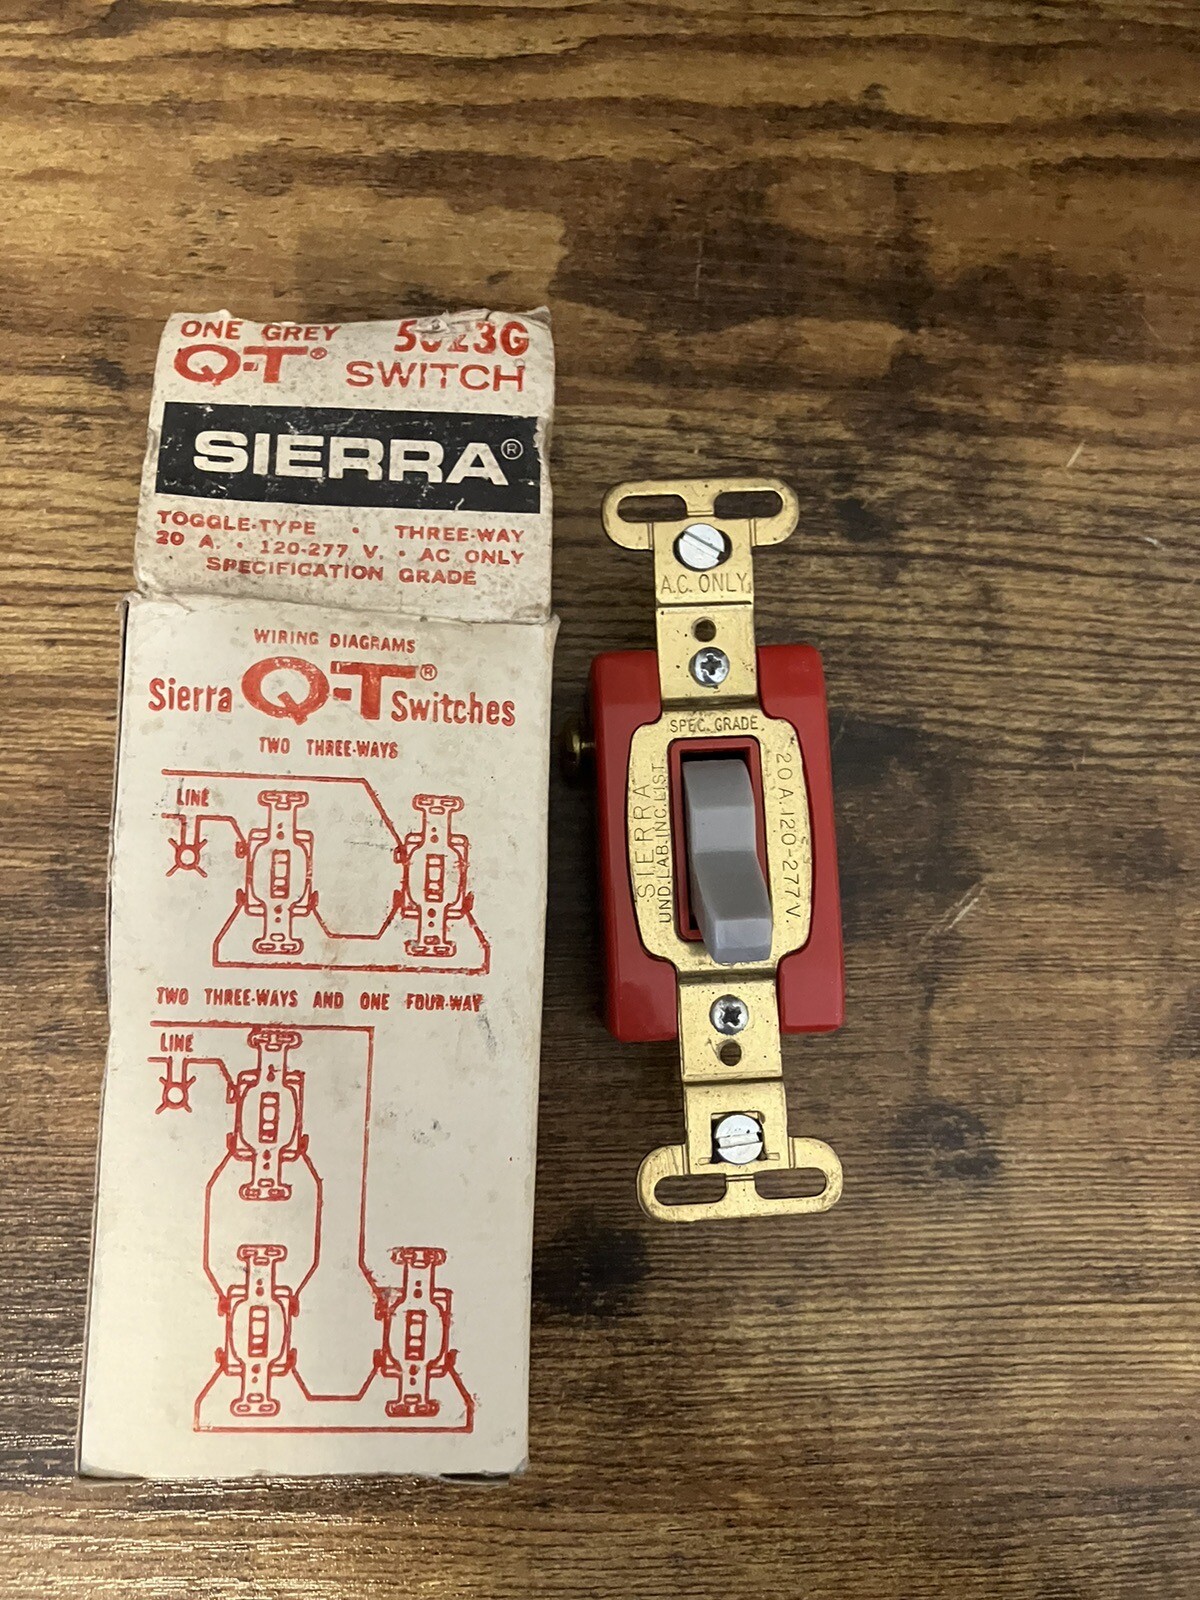 ONE GREY
Q-T® SWITCH
SIERRA®
TOGGLE-TYPE • THREE-WAY
20 A. • 120-277 V. • AC ONLY
SPECIFICATION GRADE
WIRING DIAGRAMS
Sierra Q-T® Switches
TWO THREE-WAYS
LINE
TWO THREE-WAYS AND ONE FOUR-WAY
LINE
A.C. ONLY
SPEC. GRADE
SIERRA
UND. LAB. INC. LIST.
20 A. 120-277 V.